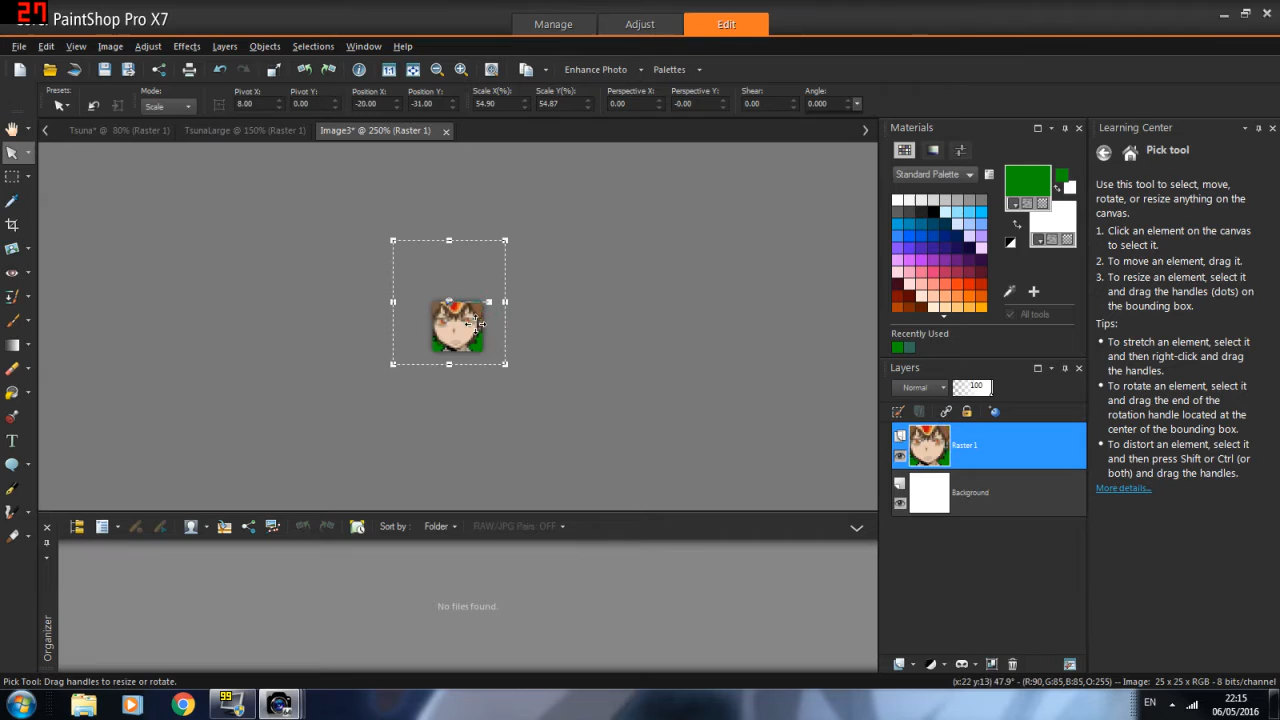 27
PaintShop Pro X7
Manage
Adjust
Edit
File Edit View Image Adjust Effects Layers Objects Selections Window Help
Enhance Photo
Palettes
Presets:
Mode:
Pivot X:
Pivot Y:
Position X:
Position Y:
Scale X(%):
Scale Y(%):
Perspective X:
Perspective Y:
Shear:
Angle:
Scale
8.00
0.00
-20.00
-31.00
54.90
54.87
0.00
-0.00
0.00
0.000
Tsuna* @ 80% (Raster 1)
TsunaLarge @ 150% (Raster 1)
Image3* @ 250% (Raster 1)
Materials
Standard Palette
All tools
Recently Used
Layers
Normal
100
Raster 1
Background
Learning Center
Pick tool
Use this tool to select, move,
rotate, or resize anything on the
canvas.
1. Click an element on the canvas
to select it.
2. To move an element, drag it.
3. To resize an element, select it
and drag the handles (dots) on
the bounding box.
Tips:
• To stretch an element, select it
and then right-click and drag
the handles.
• To rotate an element, select it
and drag the end of the
rotation handle located at the
center of the bounding box.
• To distort an element, select it
and then press Shift or Ctrl (or
both) and drag the handles.
More details...
Sort by:
Folder
RAW/JPG Pairs: OFF
No files found.
Organizer
Pick Tool: Drag handles to resize or rotate.
(x:22 y:13) 47.9° - (R:90,G:85,B:85,O:255) -- Image: 25 x 25 x RGB - 8 bits/channel
99
EN
22:15
06/05/2016